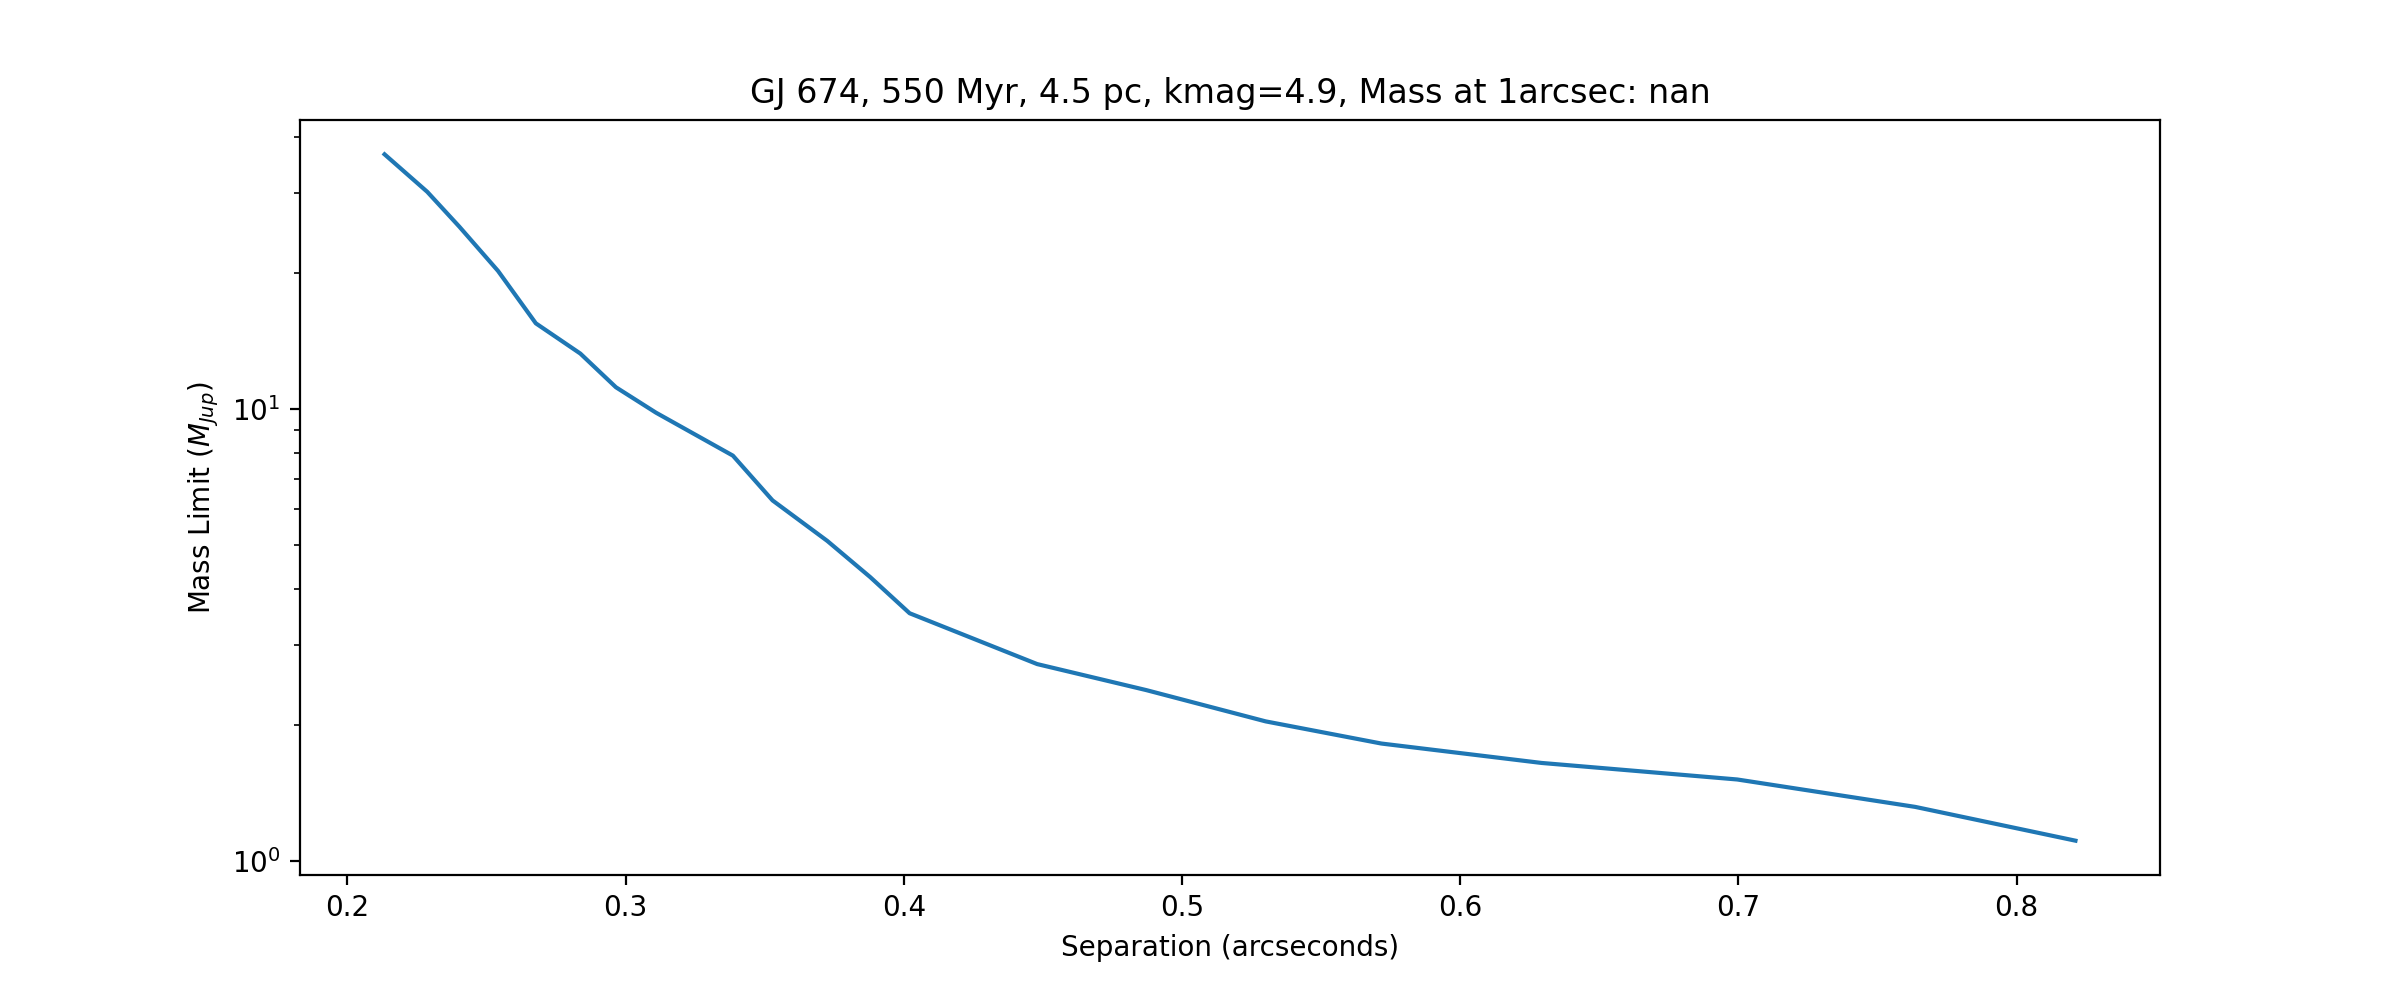 GJ 674, 550 Myr, 4.5 pc, kmag=4.9, Mass at 1arcsec: nan
Mass Limit (M_Jup)
10¹
10⁰
0.2 0.3 0.4 0.5 0.6 0.7 0.8
Separation (arcseconds)